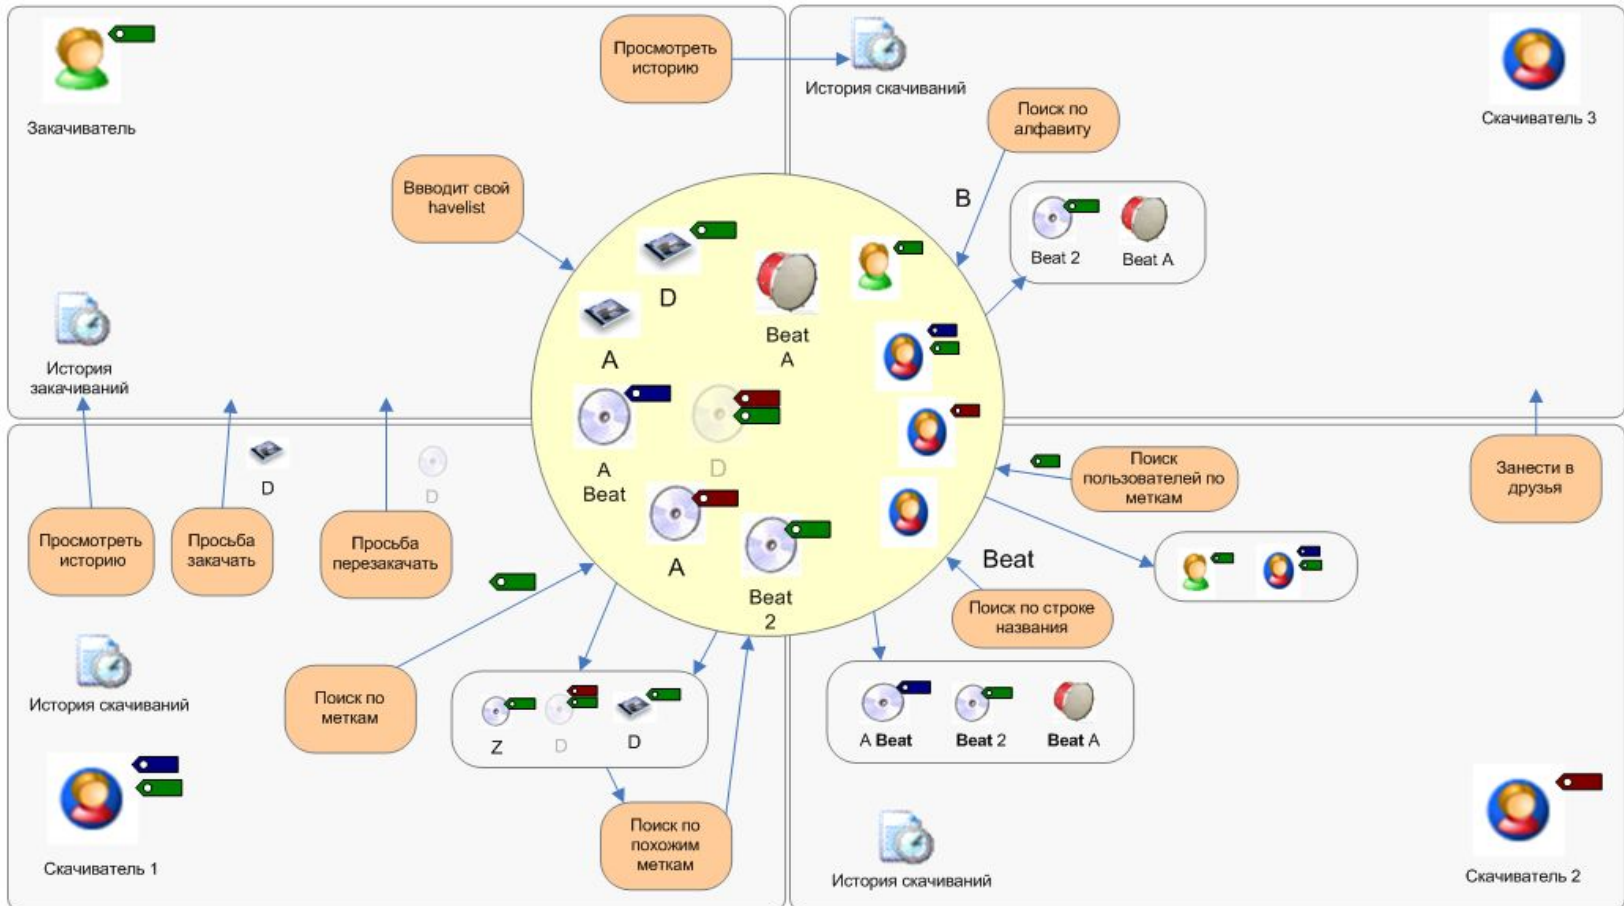 Закачиватель
Просмотреть
историю
Ввводит свой
havelist
История
закачиваний
История скачиваний
Скачиватель 3
Поиск по
алфавиту
B
Beat 2
Beat A
D
A
Beat
A
A
Beat
D
A
Beat
2
D
D
Просмотреть
историю
Просьба
закачать
Просьба
перезакачать
История скачиваний
Поиск по
меткам
Z
D
D
Скачиватель 1
Поиск по
похожим
меткам
Поиск
пользователей по
меткам
Занести в
друзья
Beat
Поиск по строке
названия
A Beat
Beat 2
Beat A
История скачиваний
Скачиватель 2